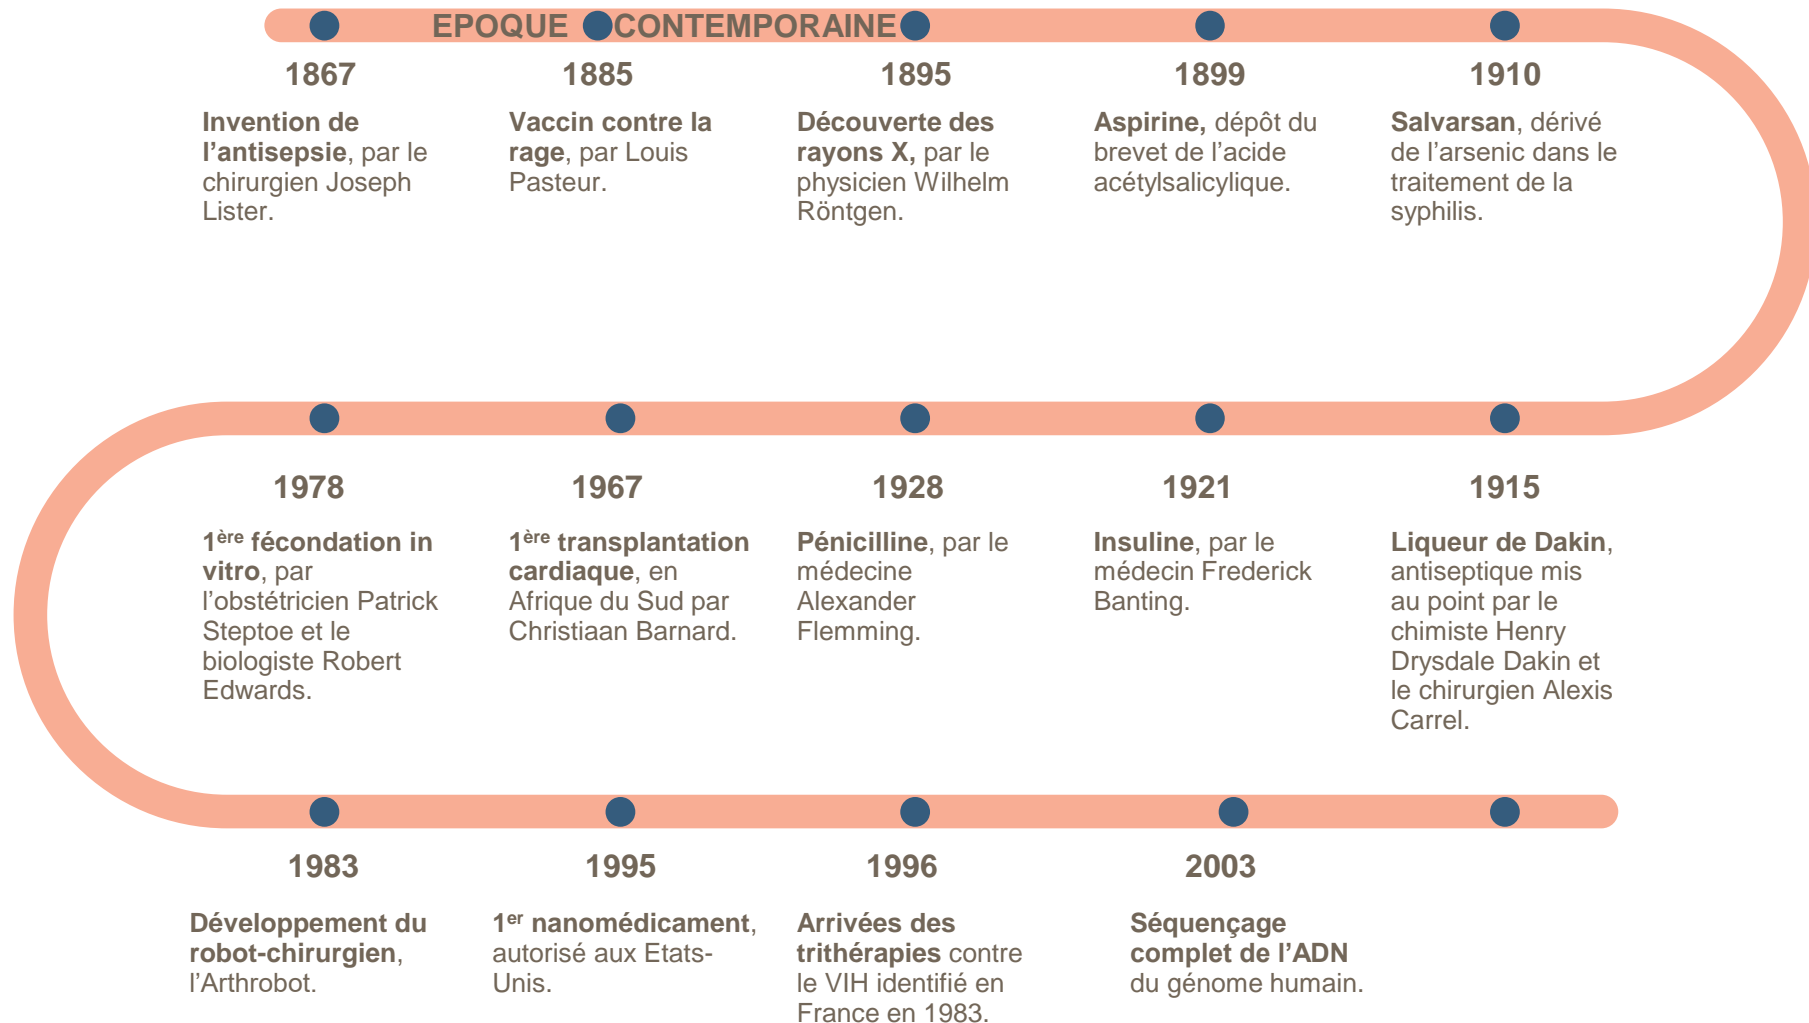 EPOQUE CONTEMPORAINE
1867
Invention de
l’antisepsie, par le
chirurgien Joseph
Lister.
1885
Vaccin contre la
rage, par Louis
Pasteur.
1895
Découverte des
rayons X, par le
physicien Wilhelm
Röntgen.
1899
Aspirine, dépôt du
brevet de l’acide
acétylsalicylique.
1910
Salvarsan, dérivé
de l’arsenic dans le
traitement de la
syphilis.
1978
1ère fécondation in
vitro, par
l’obstétricien Patrick
Steptoe et le
biologiste Robert
Edwards.
1967
1ère transplantation
cardiaque, en
Afrique du Sud par
Christiaan Barnard.
1928
Pénicilline, par le
médecine
Alexander
Flemming.
1921
Insuline, par le
médecin Frederick
Banting.
1915
Liqueur de Dakin,
antiseptique mis
au point par le
chimiste Henry
Drysdale Dakin et
le chirurgien Alexis
Carrel.
1983
Développement du
robot-chirurgien,
l’Arthrobot.
1995
1er nanomédicament,
autorisé aux Etats-
Unis.
1996
Arrivées des
trithérapies contre
le VIH identifié en
France en 1983.
2003
Séquençage
complet de l’ADN
du génome humain.